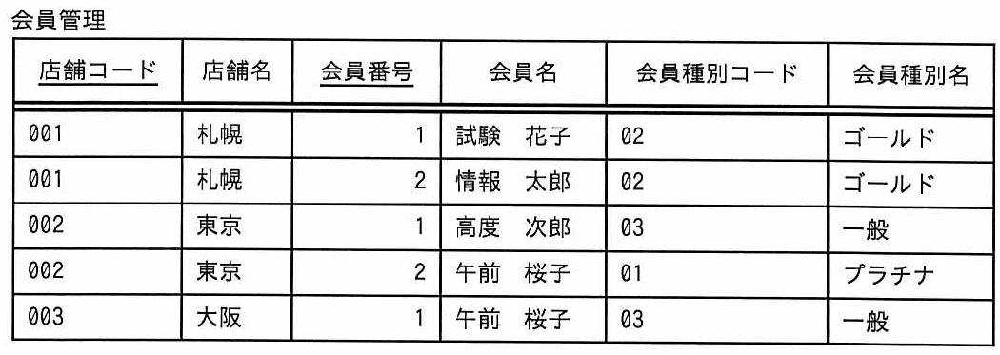 会員管理
店舗コード 店舗名 会員番号 会員名 会員種別コード 会員種別名
001 札幌 1 試験 花子 02 ゴールド
001 札幌 2 情報 太郎 02 ゴールド
002 東京 1 高度 次郎 03 一般
002 東京 2 午前 桜子 01 プラチナ
003 大阪 1 午前 桜子 03 一般